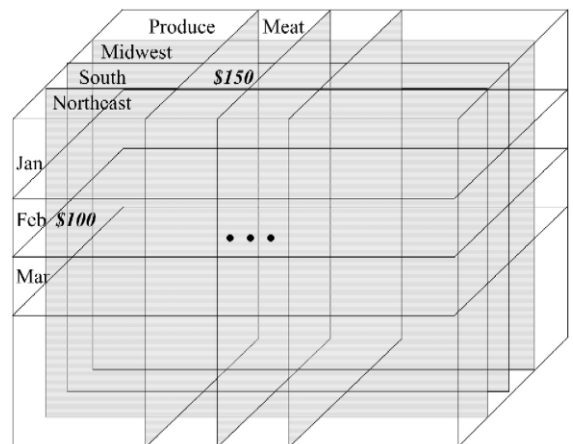 Produce Meat
Midwest
South $150
Northeast
Jan
Feb $100
• • •
Mar